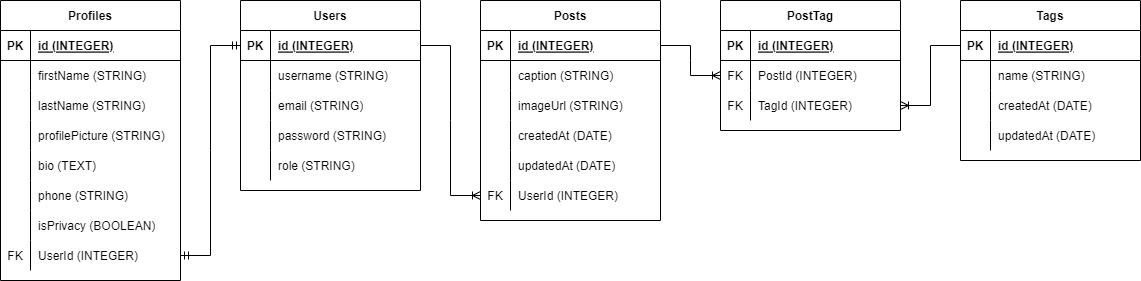 Profiles
PK id (INTEGER)
firstName (STRING)
lastName (STRING)
profilePicture (STRING)
bio (TEXT)
phone (STRING)
isPrivacy (BOOLEAN)
FK UserId (INTEGER)
Users
PK id (INTEGER)
username (STRING)
email (STRING)
password (STRING)
role (STRING)
Posts
PK id (INTEGER)
caption (STRING)
imageUrl (STRING)
createdAt (DATE)
updatedAt (DATE)
FK UserId (INTEGER)
PostTag
PK id (INTEGER)
FK PostId (INTEGER)
FK TagId (INTEGER)
Tags
PK id (INTEGER)
name (STRING)
createdAt (DATE)
updatedAt (DATE)